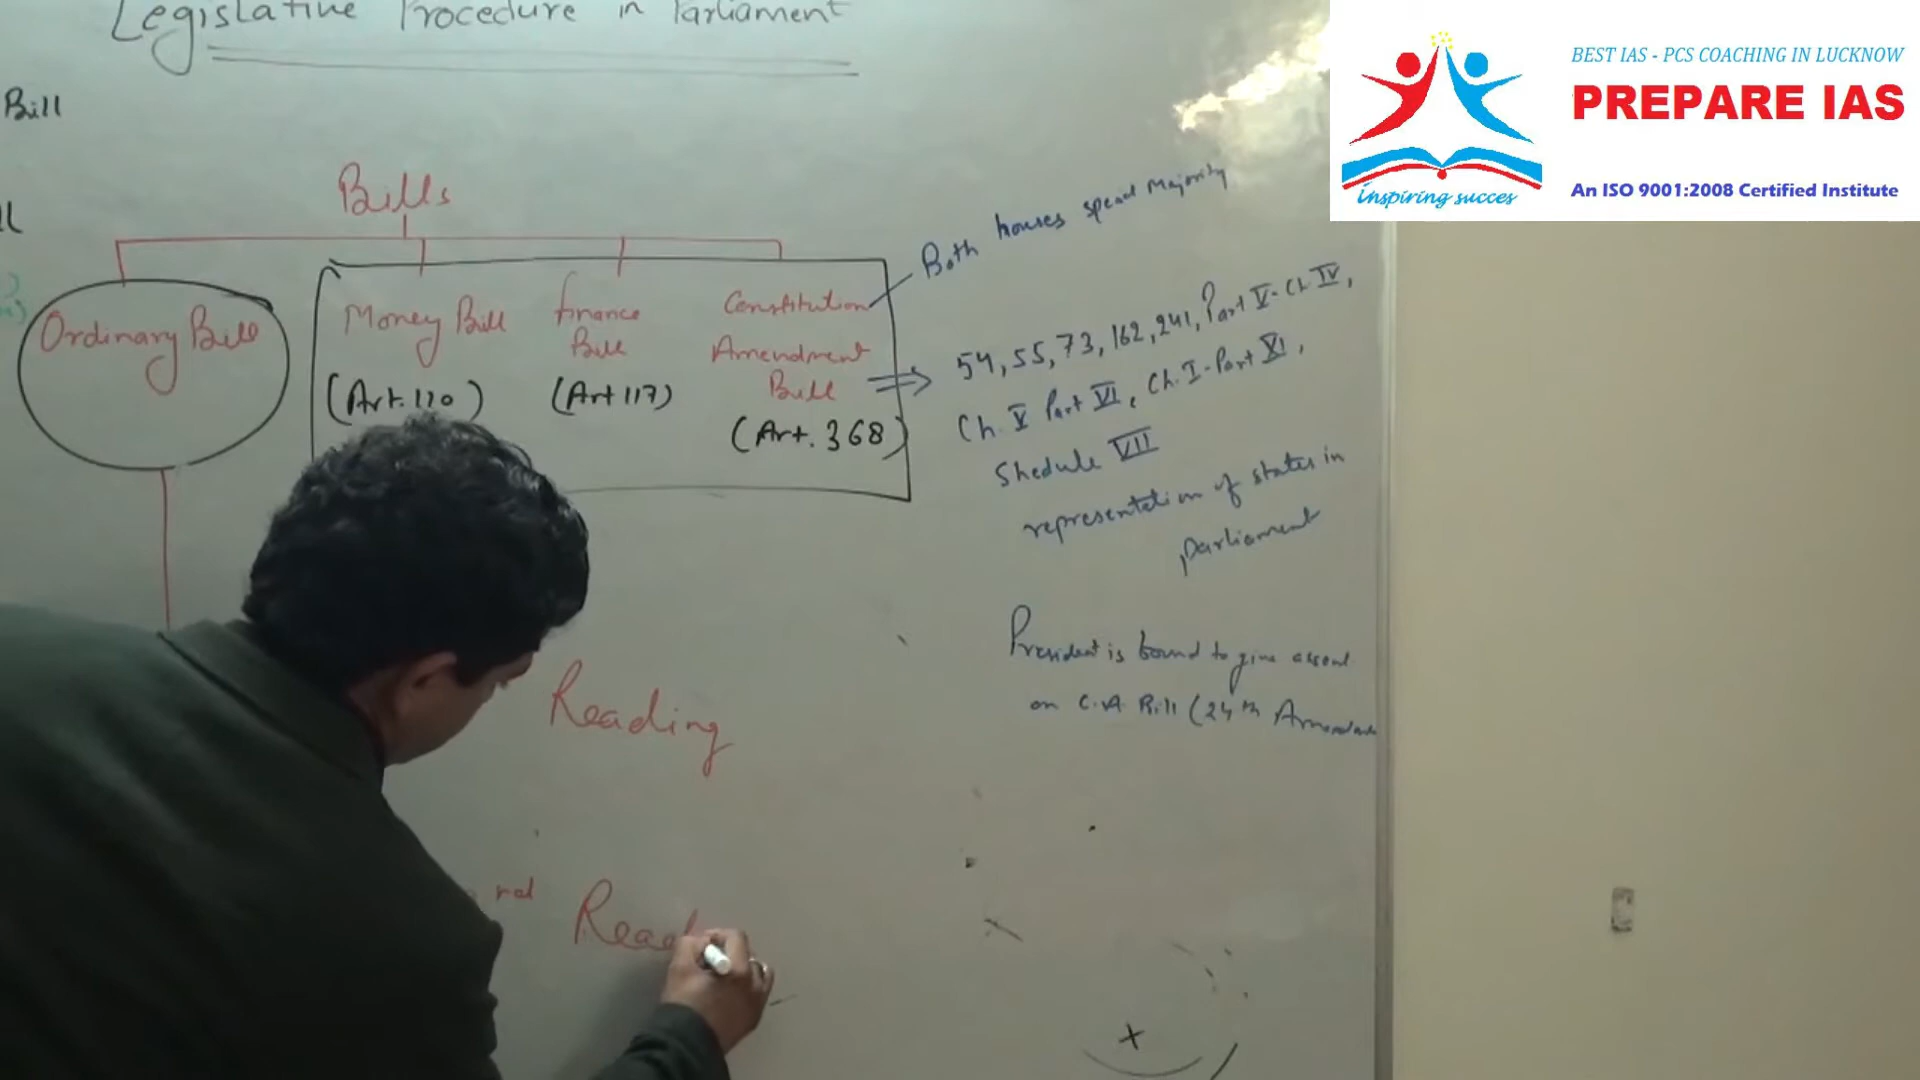 Legislative Procedure in Parliament
BEST IAS - PCS COACHING IN LUCKNOW
PREPARE IAS
inspiring succes
An ISO 9001:2008 Certified Institute
Bill
Bills
Both houses special Majority
Ordinary Bill
Money Bill
(Art. 110)
finance
Bill
(Art 117)
Constitution
Amendment
Bill
(Art. 368)
54, 55, 73, 162, 241, Part V - Ch. IV,
Ch. V Part VI, Ch. I - Part XI,
Shedule VII
representation of states in
parliament
President is bound to give assent
on C.A. Bill (24th
Reading